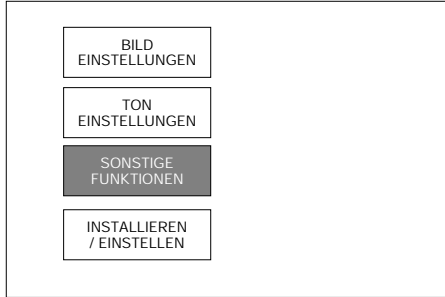 BILD
EINSTELLUNGEN
TON
EINSTELLUNGEN
SONSTIGE
FUNKTIONEN
INSTALLIEREN
/ EINSTELLEN